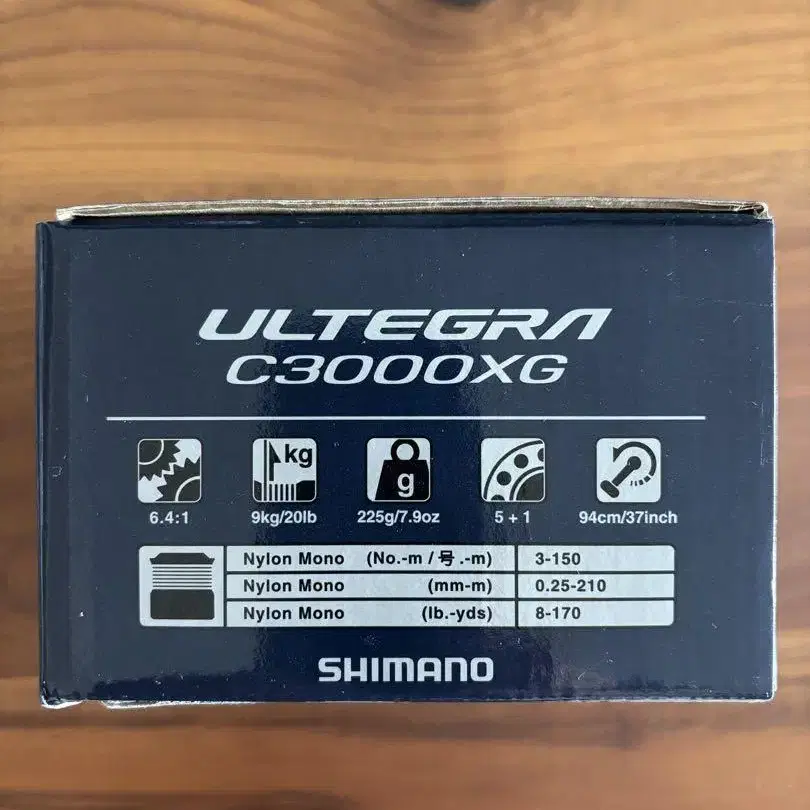 ULTEGRA
C3000XG
kg
g
6.4:1 9kg/20lb 225g/7.9oz 5 + 1 94cm/37inch
Nylon Mono (No.-m / 号.-m) 3-150
Nylon Mono (mm-m) 0.25-210
Nylon Mono (lb.-yds) 8-170
SHIMANO